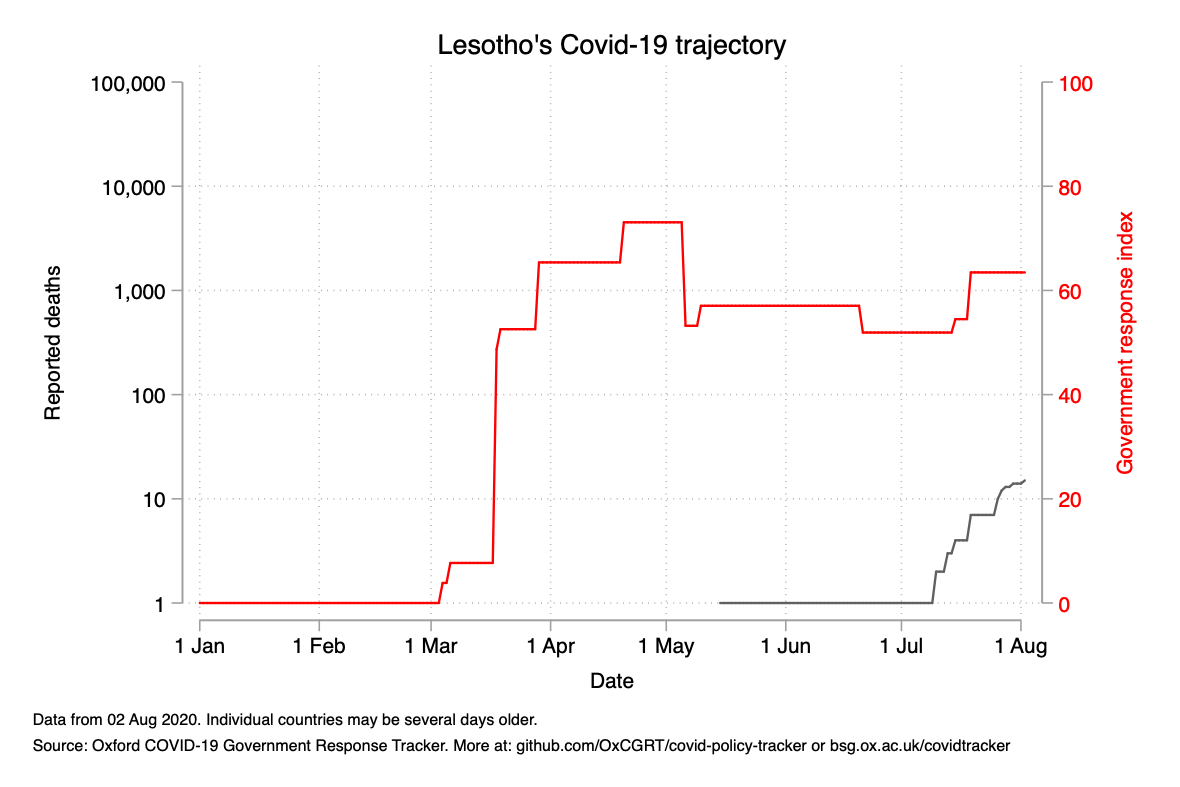 Lesotho's Covid-19 trajectory
100,000
10,000
1,000
100
10
1
Reported deaths
100
80
60
40
20
0
Government response index
1 Jan 1 Feb 1 Mar 1 Apr 1 May 1 Jun 1 Jul 1 Aug
Date
Data from 02 Aug 2020. Individual countries may be several days older.
Source: Oxford COVID-19 Government Response Tracker. More at: github.com/OxCGRT/covid-policy-tracker or bsg.ox.ac.uk/covidtracker